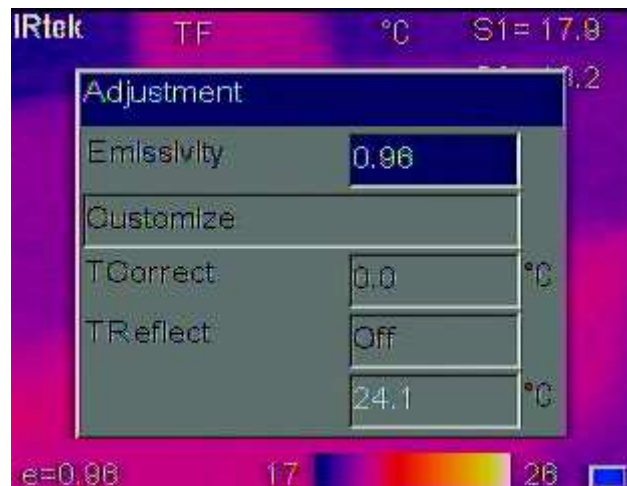 IRtek TF °C S1= 17.9
Adjustment
Emissivity 0.96
Customize
TCorrect 0.0 °C
TReflect Off
24.1 °C
e=0.96 17 26